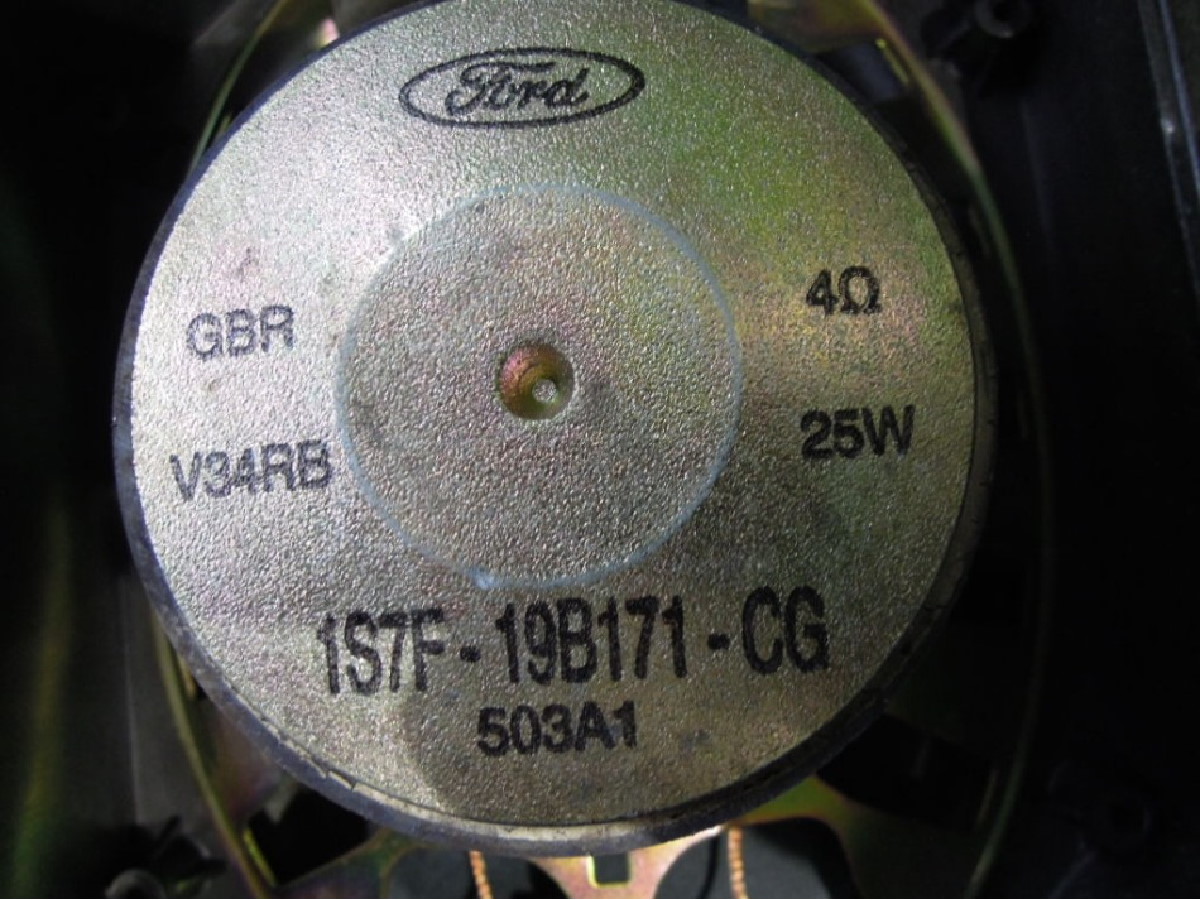 Ford
GBR
4Ω
V34RB
25W
1S7F-19B171-CG
503A1